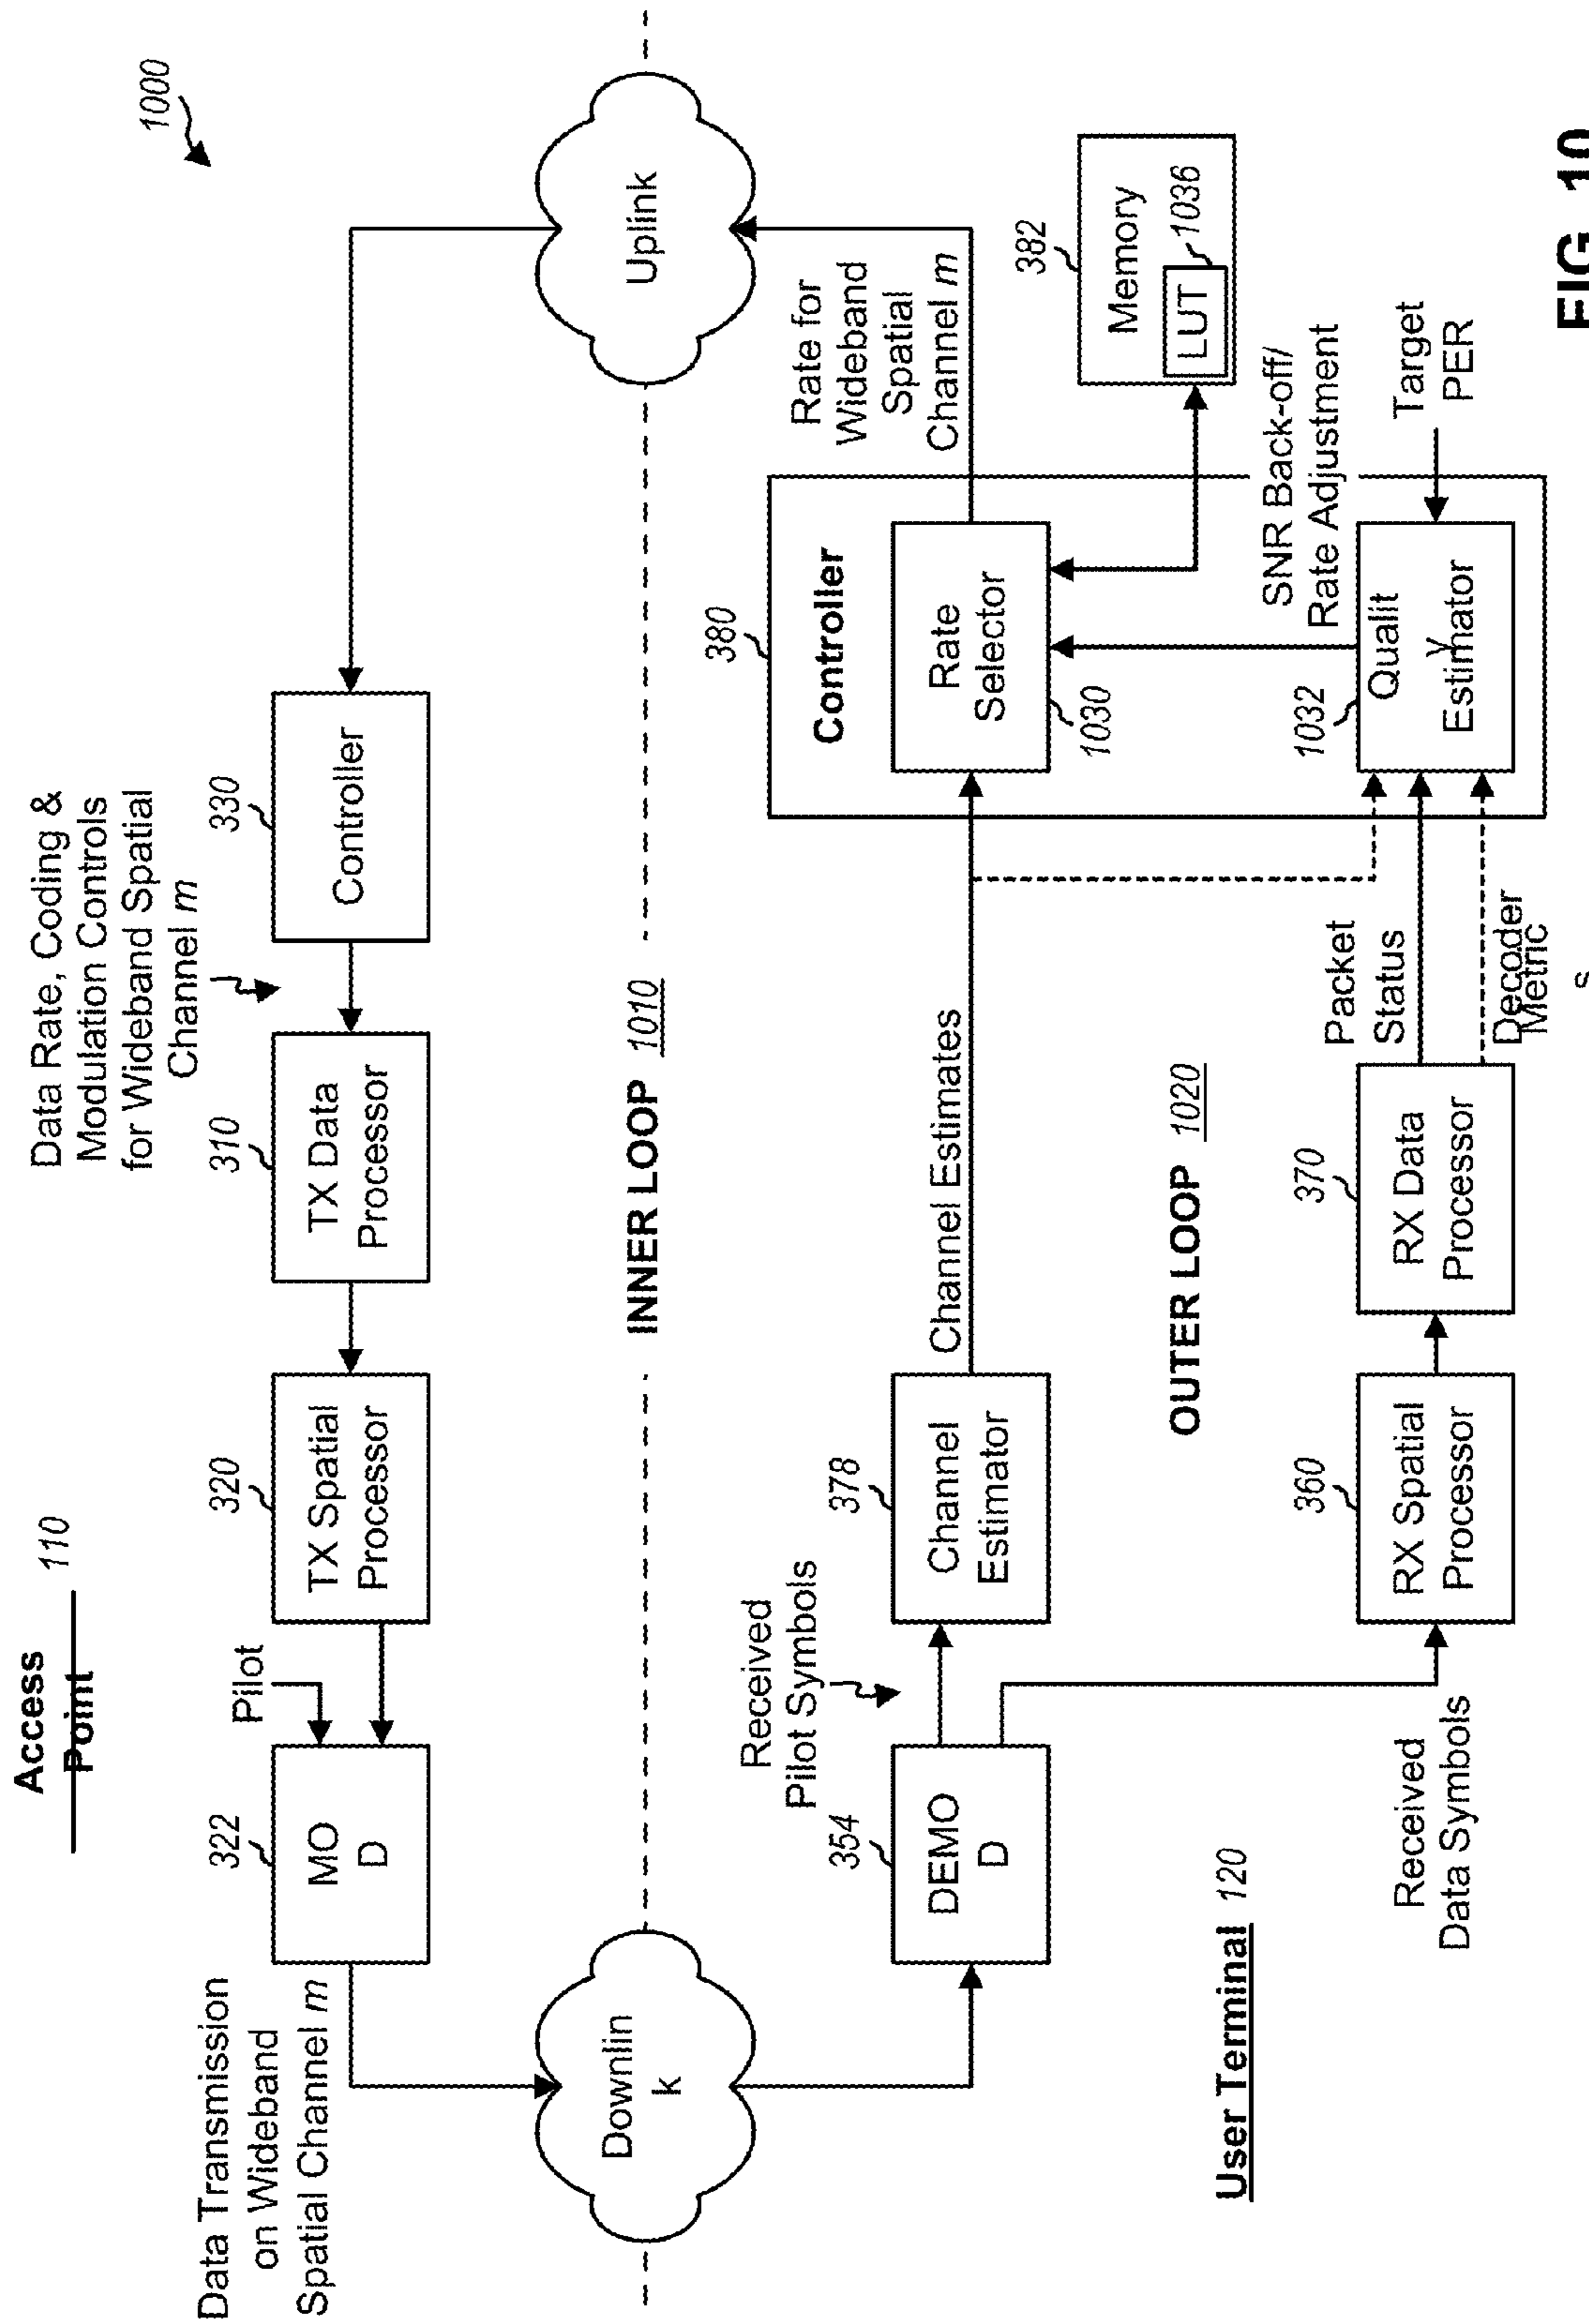 1000
Access
Point
110
Data Rate, Coding &
Modulation Controls
for Wideband Spatial
Channel m
Data Transmission
on Wideband
Spatial Channel m
322
MO
D
Pilot
320
TX Spatial
Processor
310
TX Data
Processor
330
Controller
Downlin
k
INNER LOOP 1010
Uplink
Received
Pilot Symbols
354
DEMO
D
378
Channel
Estimator
Channel Estimates
380
Controller
Rate
Selector
1030
Rate for
Wideband
Spatial
Channel m
382
Memory
LUT
1036
OUTER LOOP 1020
SNR Back-off/
Rate Adjustment
User Terminal 120
Received
Data Symbols
360
RX Spatial
Processor
370
RX Data
Processor
Packet
Status
Decoder
Metric
s
1032
Qualit
y
Estimator
Target
PER
FIG. 10